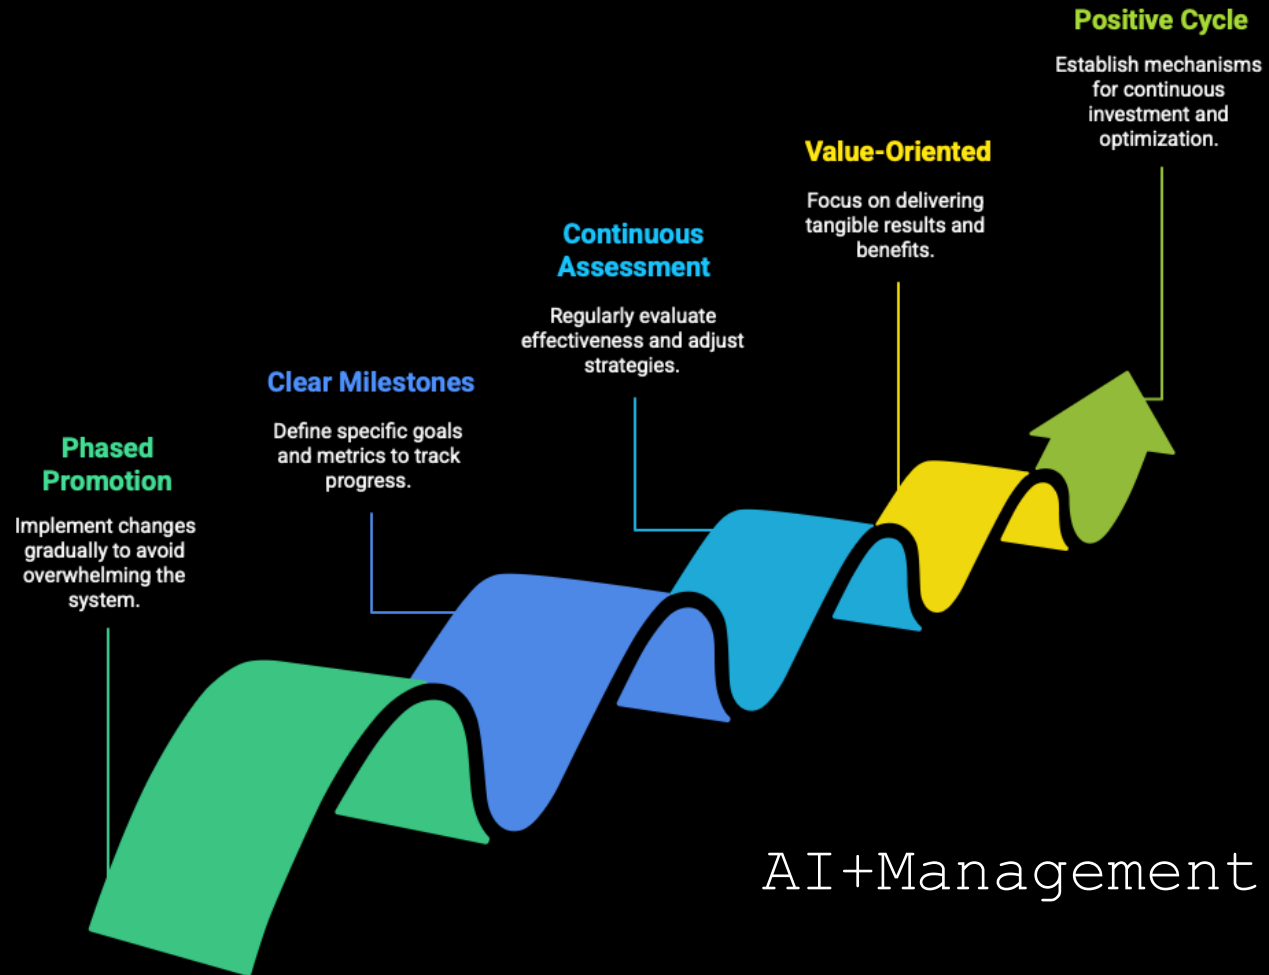 Phased
Promotion
Implement changes
gradually to avoid
overwhelming the
system.
Clear Milestones
Define specific goals
and metrics to track
progress.
Continuous
Assessment
Regularly evaluate
effectiveness and adjust
strategies.
Value-Oriented
Focus on delivering
tangible results and
benefits.
Positive Cycle
Establish mechanisms
for continuous
investment and
optimization.
AI+Management